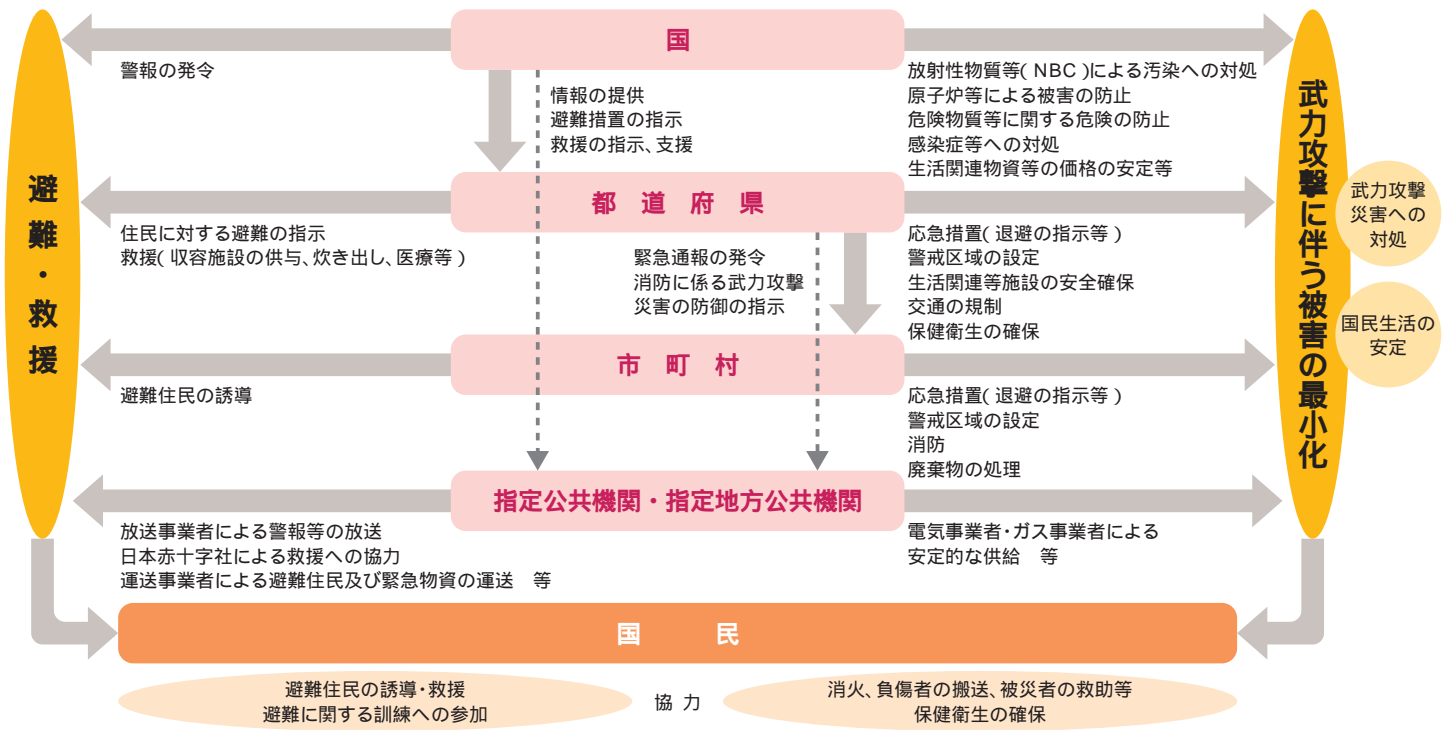 国
警報の発令
情報の提供
避難措置の指示
救援の指示、支援
放射性物質等(NBC)による汚染への対処
原子炉等による被害の防止
危険物質等に関する危険の防止
感染症等への対処
生活関連物資等の価格の安定等
避難・救援
武力攻撃に伴う被害の最小化
武力攻撃
災害への
対処
国民生活の
安定
都道府県
住民に対する避難の指示
救援(収容施設の供与、炊き出し、医療等)
緊急通報の発令
消防に係る武力攻撃
災害の防御の指示
応急措置(退避の指示等)
警戒区域の設定
生活関連等施設の安全確保
交通の規制
保健衛生の確保
市町村
避難住民の誘導
応急措置(退避の指示等)
警戒区域の設定
消防
廃棄物の処理
指定公共機関・指定地方公共機関
放送事業者による警報等の放送
日本赤十字社による救援への協力
運送事業者による避難住民及び緊急物資の運送　等
電気事業者・ガス事業者による
安定的な供給　等
国民
避難住民の誘導・救援
避難に関する訓練への参加
協力
消火、負傷者の搬送、被災者の救助等
保健衛生の確保